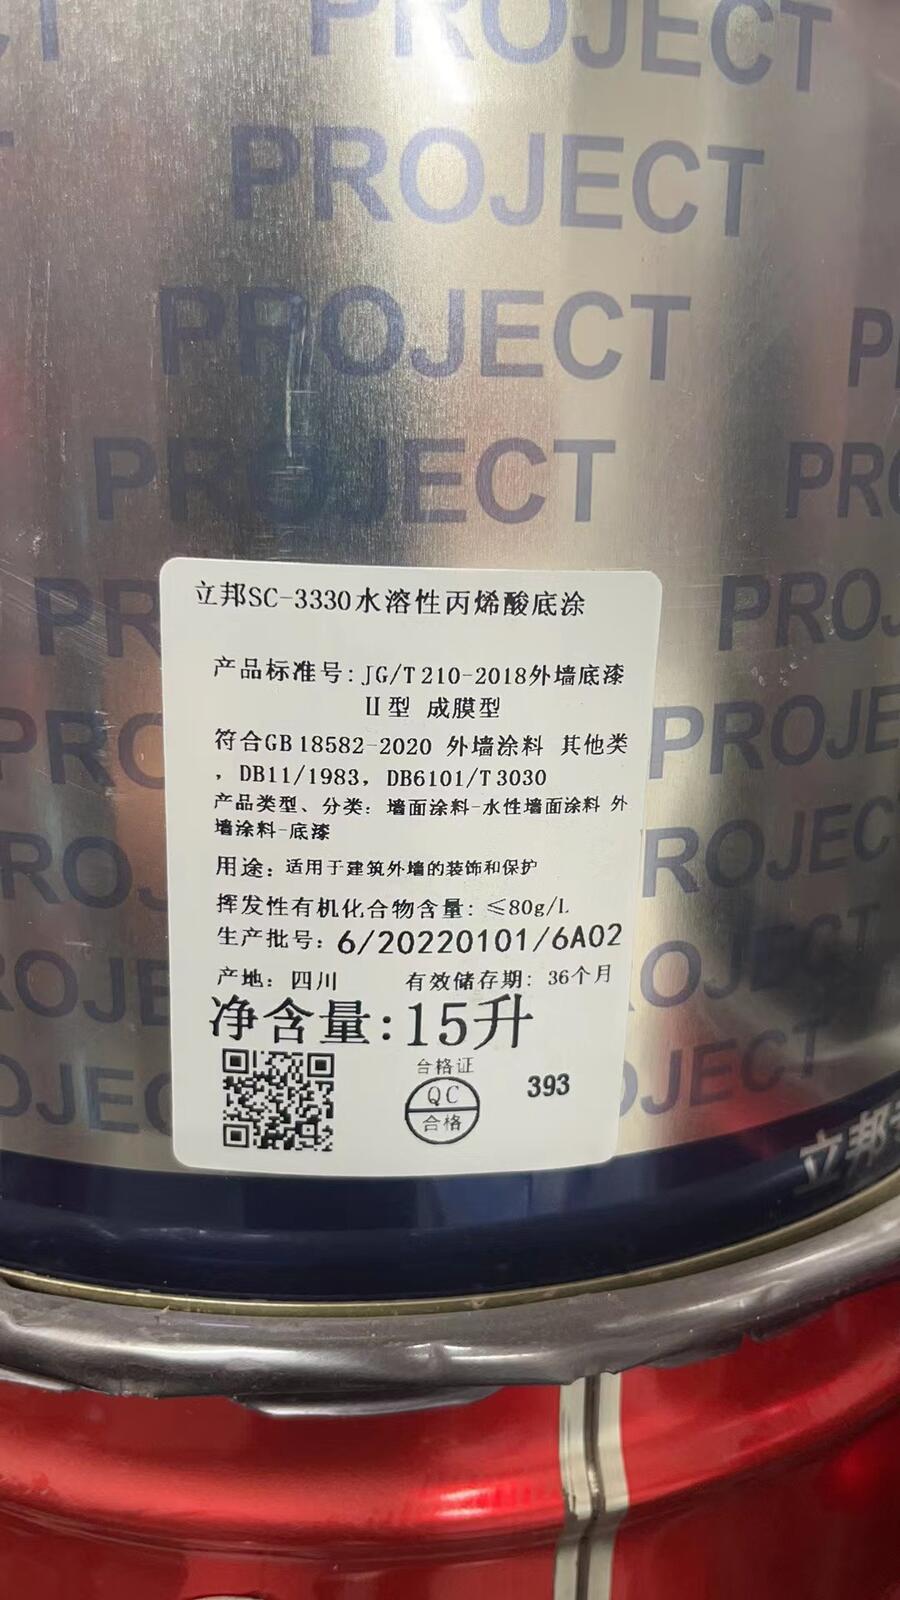 PROJECT
PROJECT
PROJECT
PROJECT
立邦SC-3330水溶性丙烯酸底涂
产品标准号: JG/T 210-2018外墙底漆
II型 成膜型
符合GB 18582-2020 外墙涂料 其他类
, DB11/1983, DB6101/T 3030
产品类型、分类: 墙面涂料-水性墙面涂料 外
墙涂料-底漆
用途: 适用于建筑外墙的装饰和保护
挥发性有机化合物含量: ≤80g/L
生产批号: 6/20220101/6A02
产地: 四川 有效储存期: 36个月
净含量:15升
合格证
QC
合格
393
立邦